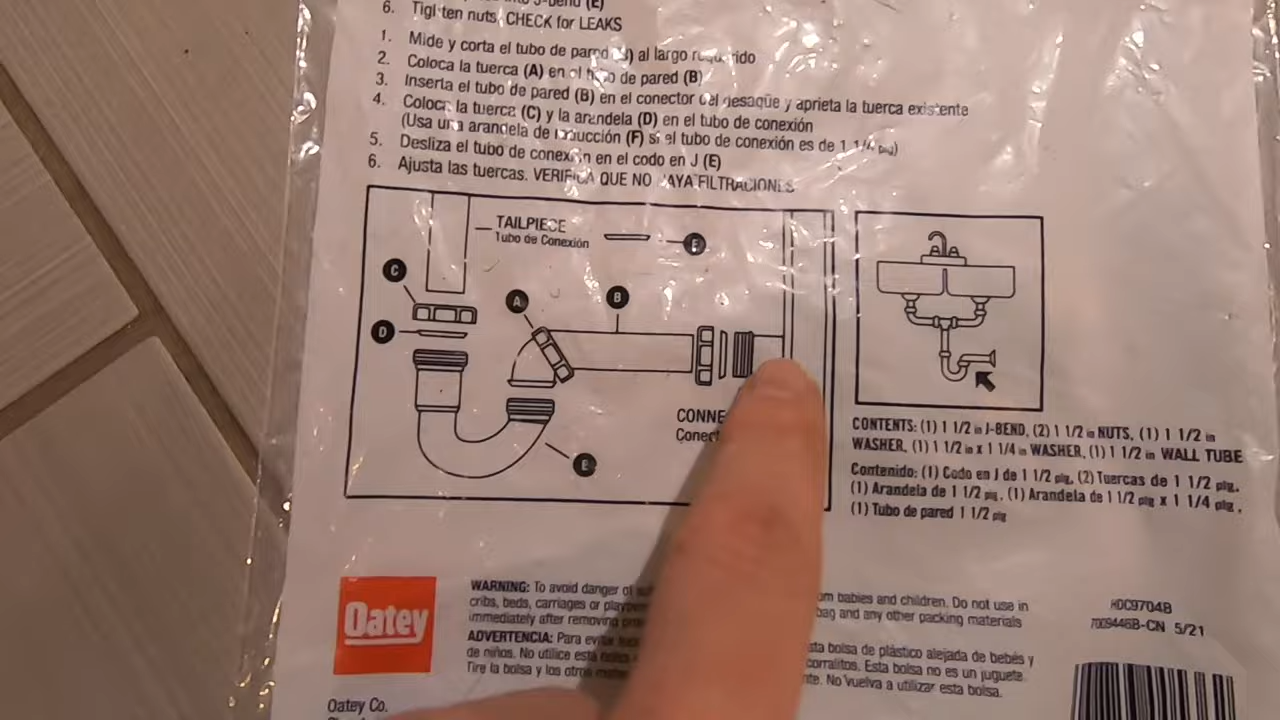 J-bend (E)
6. Tighten nuts, CHECK for LEAKS
1. Mide y corta el tubo de pared (B) al largo requerido
2. Coloca la tuerca (A) en el tubo de pared (B)
3. Inserta el tubo de pared (B) en el conector del desagüe y aprieta la tuerca existente
4. Coloca la tuerca (C) y la arandela (D) en el tubo de conexión
(Usa una arandela de reducción (F) si el tubo de conexión es de 1 1/4 plg)
5. Desliza el tubo de conexión en el codo en J (E)
6. Ajusta las tuercas. VERIFICA QUE NO HAYA FILTRACIONES
TAILPIECE
Tubo de Conexión
F
C
A
B
D
E
CONNE
Conect
CONTENTS: (1) 1 1/2 in J-BEND, (2) 1 1/2 in NUTS, (1) 1 1/2 in
WASHER, (1) 1 1/2 in x 1 1/4 in WASHER, (1) 1 1/2 in WALL TUBE
Contenido: (1) Codo en J de 1 1/2 plg, (2) Tuercas de 1 1/2 plg,
(1) Arandela de 1 1/2 plg, (1) Arandela de 1 1/2 plg x 1 1/4 plg,
(1) Tubo de pared 1 1/2 plg
Oatey
WARNING: To avoid danger of babies and children. Do not use in
cribs, beds, carriages or bag and any other packing materials
immediately after removing
ADVERTENCIA: Para evitar esta bolsa de plástico alejada de bebés y
de niños. No utilice esta corralitos. Esta bolsa no es un juguete.
Tire la bolsa y los otros No vuelva a utilizar esta bolsa.
HDC9704B
7009446B-CN 5/21
Oatey Co.